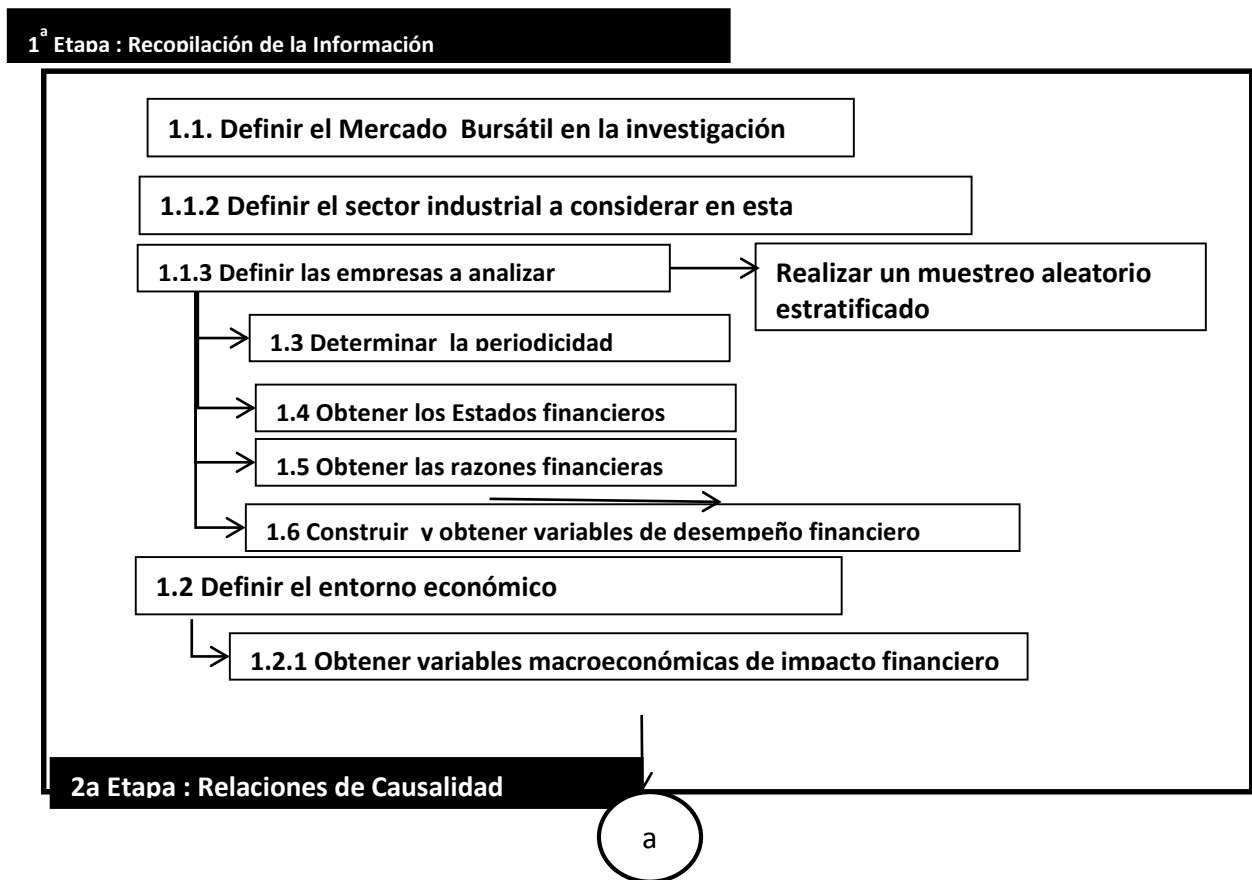 1ª Etapa : Recopilación de la Información
1.1. Definir el Mercado Bursátil en la investigación
1.1.2 Definir el sector industrial a considerar en esta
1.1.3 Definir las empresas a analizar
Realizar un muestreo aleatorio
estratificado
1.3 Determinar la periodicidad
1.4 Obtener los Estados financieros
1.5 Obtener las razones financieras
1.6 Construir y obtener variables de desempeño financiero
1.2 Definir el entorno económico
1.2.1 Obtener variables macroeconómicas de impacto financiero
2a Etapa : Relaciones de Causalidad
a